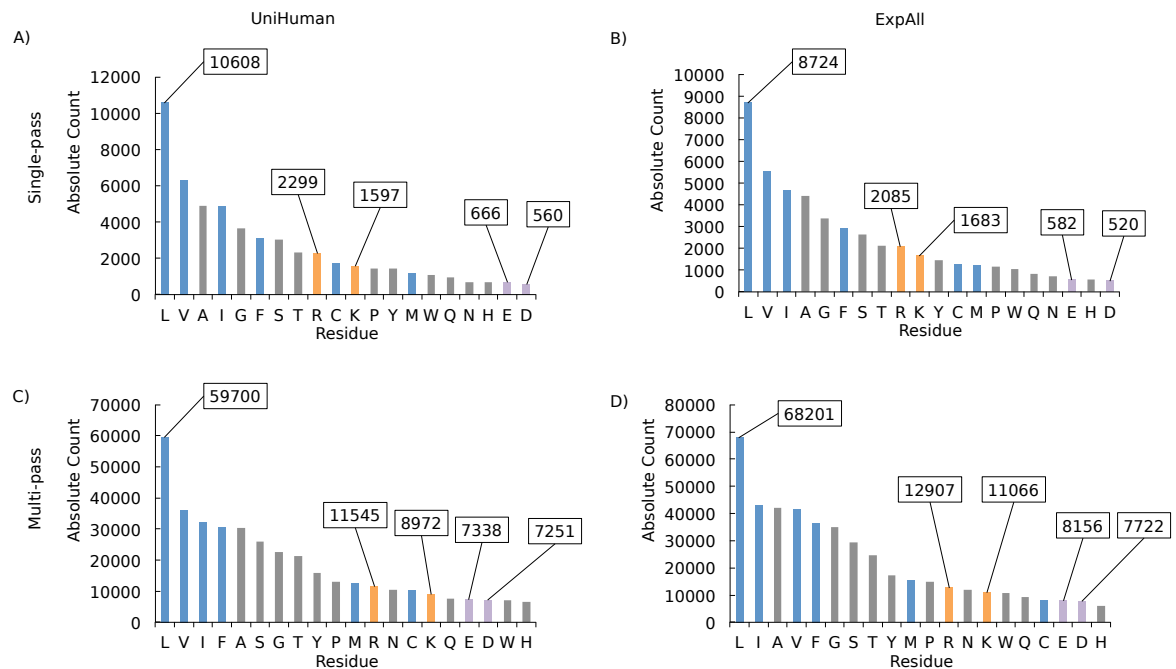 UniHuman
ExpAll
A)
B)
Single-pass
Absolute Count
12000
10000
8000
6000
4000
2000
0
10608
2299
1597
666
560
L V A I G F S T R C K P Y M W Q N H E D
Residue
Absolute Count
10000
9000
8000
7000
6000
5000
4000
3000
2000
1000
0
8724
2085
1683
582
520
L V I A G F S T R K Y C M P W Q N E H D
Residue
C)
D)
Multi-pass
Absolute Count
70000
60000
50000
40000
30000
20000
10000
0
59700
11545
8972
7338
7251
L V I F A S G T Y P M R N C K Q E D W H
Residue
Absolute Count
80000
70000
60000
50000
40000
30000
20000
10000
0
68201
12907
11066
8156
7722
L I A V F G S T Y M P R N K W Q C E D H
Residue